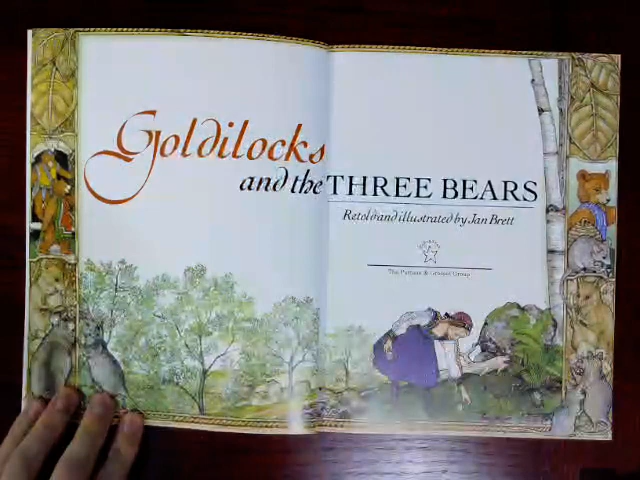 Goldilocks
and the THREE BEARS
Retold and illustrated by Jan Brett
The Putnam & Grosset Group